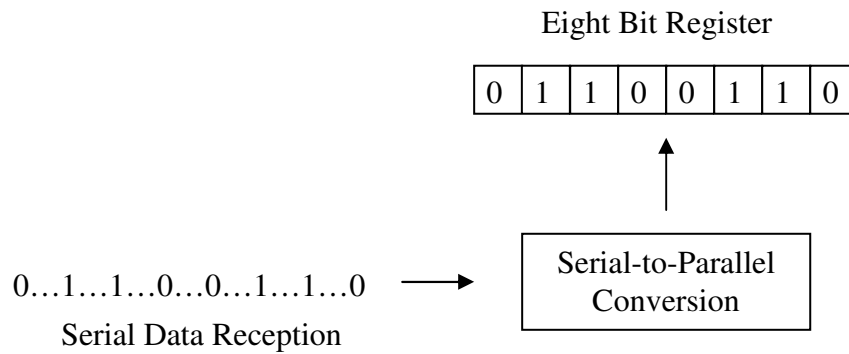 Eight Bit Register
0 1 1 0 0 1 1 0
Serial-to-Parallel
Conversion
0…1…1…0…0…1…1…0
Serial Data Reception